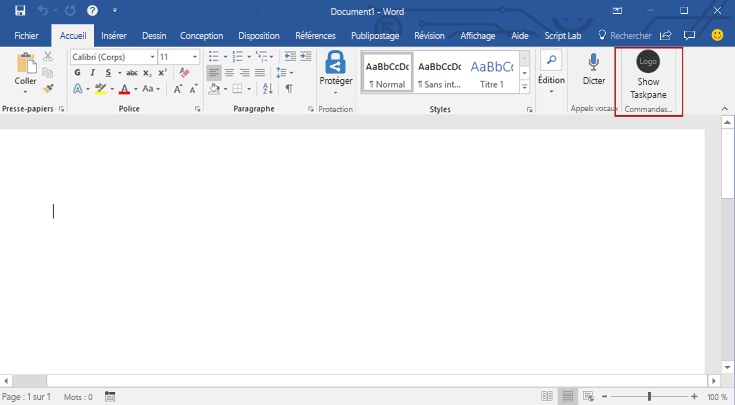 Document1 - Word
Fichier Accueil Insérer Dessin Conception Disposition Références Publipostage Révision Affichage Aide Script Lab Rechercher
Calibri (Corps) 11
G I S abc x₂ x²
A A Aa A A
Coller
Protéger
AaBbCcDc AaBbCcDc AaBbCc
¶ Normal ¶ Sans int... Titre 1
Édition
Dicter
Logo
Show
Taskpane
Presse-papiers Police Paragraphe Protection Styles Appels vocaux Commandes...
Page : 1 sur 1 Mots : 0 100 %